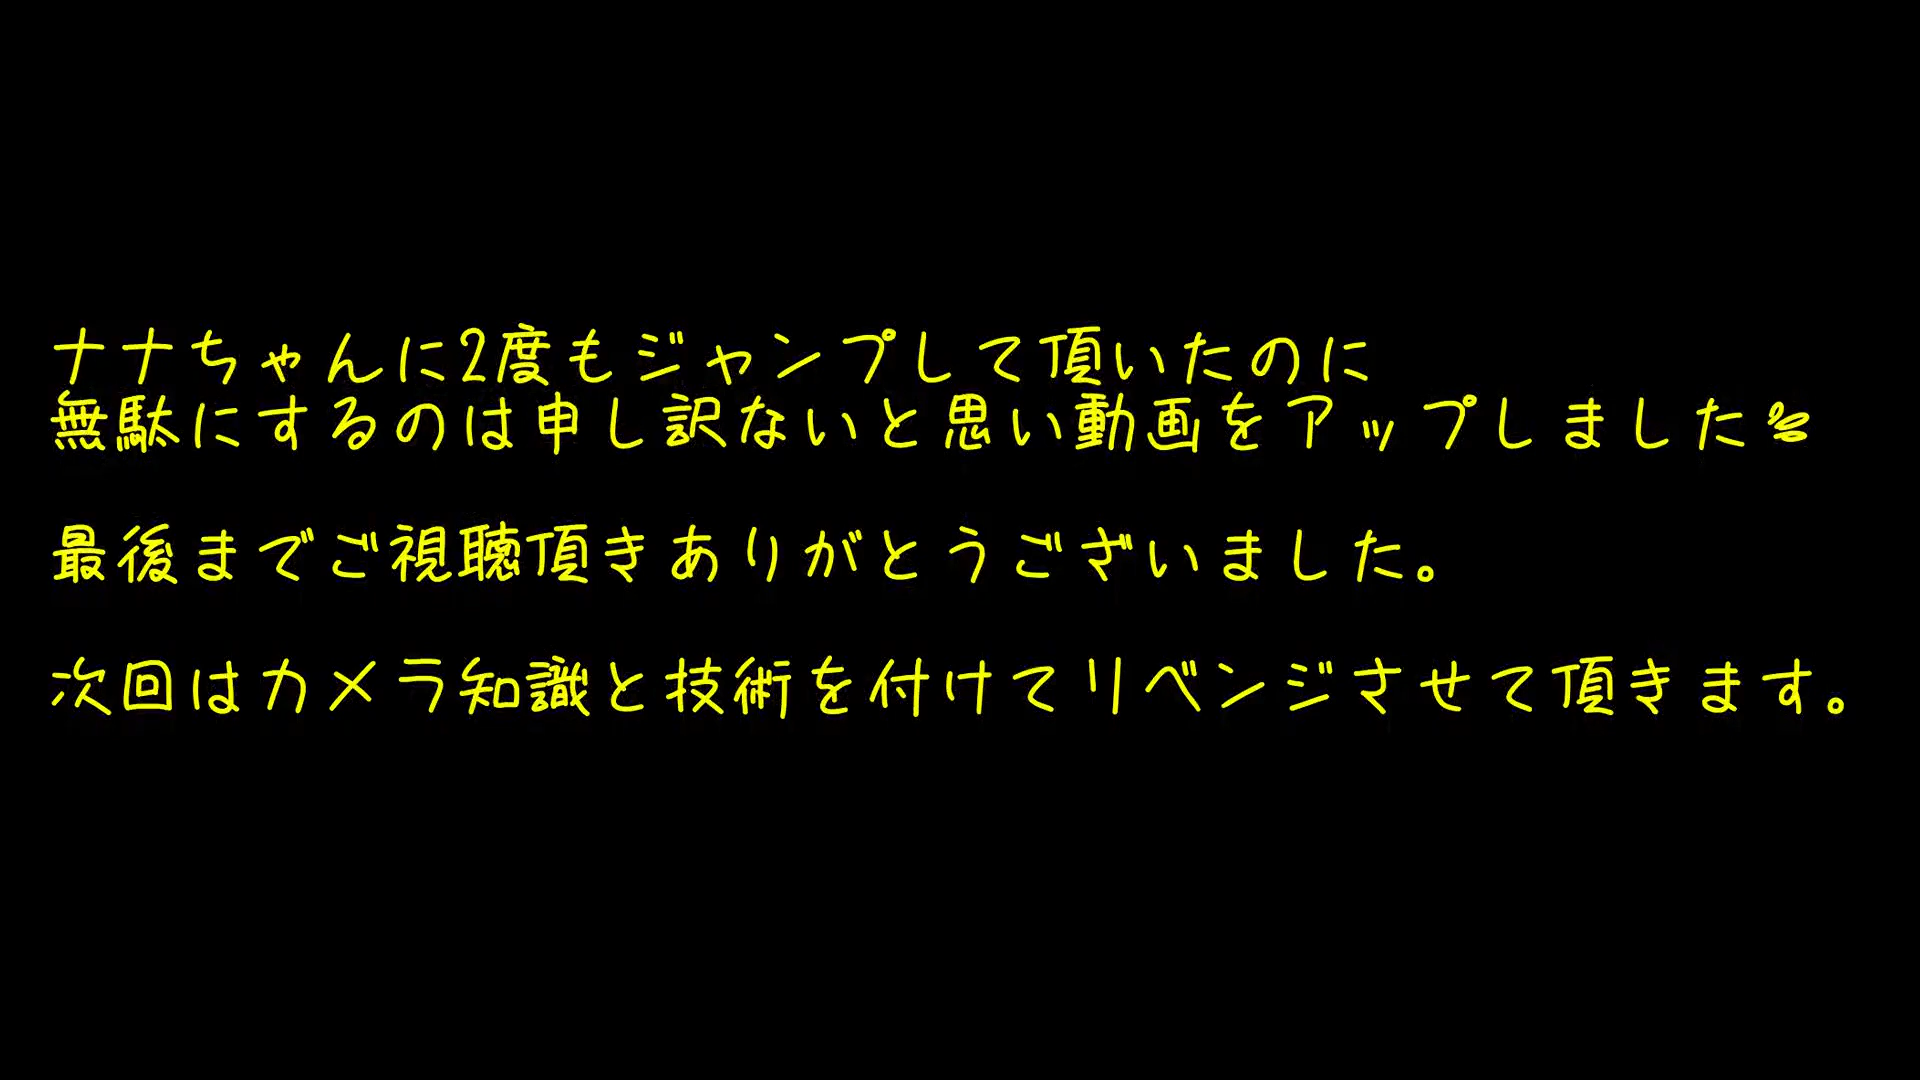 ナナちゃんに2度もジャンプして頂いたのに
無駄にするのは申し訳ないと思い動画をアップしました💦
最後までご視聴頂きありがとうございました。
次回はカメラ知識と技術を付けてリベンジさせて頂きます。